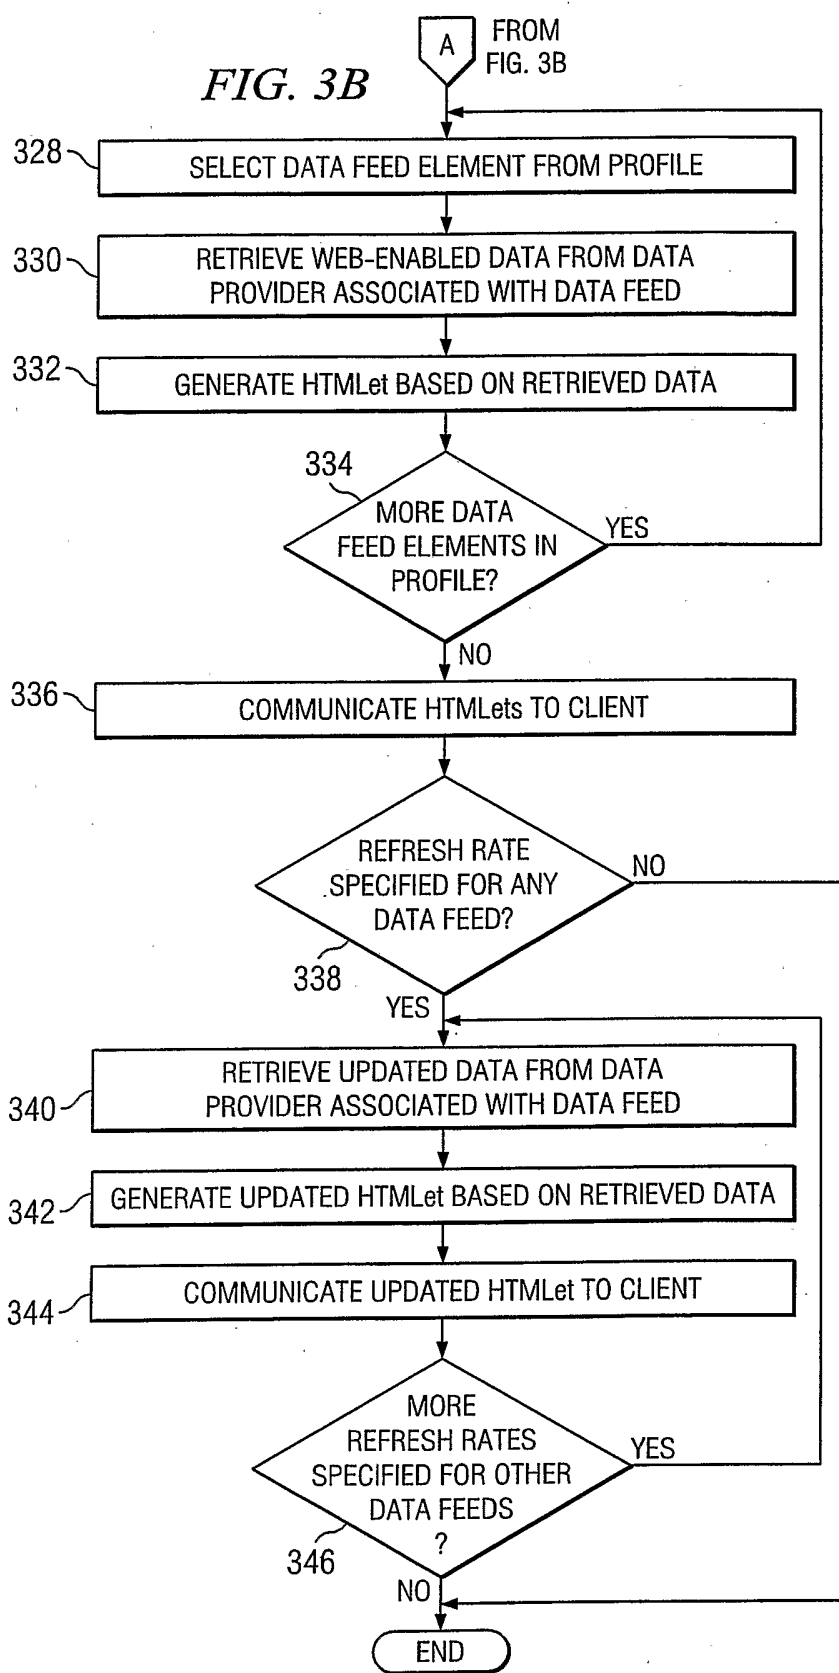 A
FROM
FIG. 3B
FIG. 3B
328
SELECT DATA FEED ELEMENT FROM PROFILE
330
RETRIEVE WEB-ENABLED DATA FROM DATA
PROVIDER ASSOCIATED WITH DATA FEED
332
GENERATE HTMLet BASED ON RETRIEVED DATA
334
MORE DATA
FEED ELEMENTS IN
PROFILE?
YES
NO
336
COMMUNICATE HTMLets TO CLIENT
REFRESH RATE
SPECIFIED FOR ANY
DATA FEED?
NO
338
YES
340
RETRIEVE UPDATED DATA FROM DATA
PROVIDER ASSOCIATED WITH DATA FEED
342
GENERATE UPDATED HTMLet BASED ON RETRIEVED DATA
344
COMMUNICATE UPDATED HTMLet TO CLIENT
MORE
REFRESH RATES
SPECIFIED FOR OTHER
DATA FEEDS
?
YES
346
NO
END